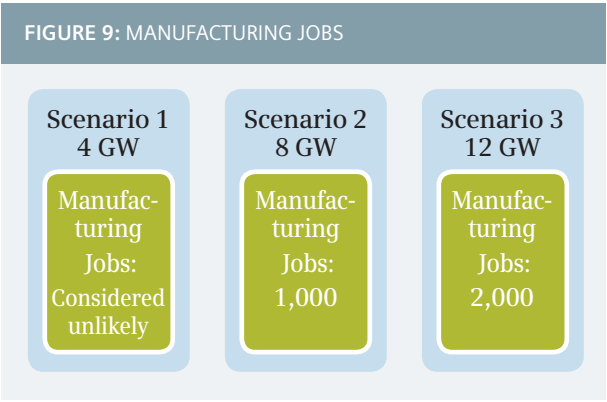 FIGURE 9: MANUFACTURING JOBS
Scenario 1
4 GW
Manufac-
turing
Jobs:
Considered
unlikely
Scenario 2
8 GW
Manufac-
turing
Jobs:
1,000
Scenario 3
12 GW
Manufac-
turing
Jobs:
2,000